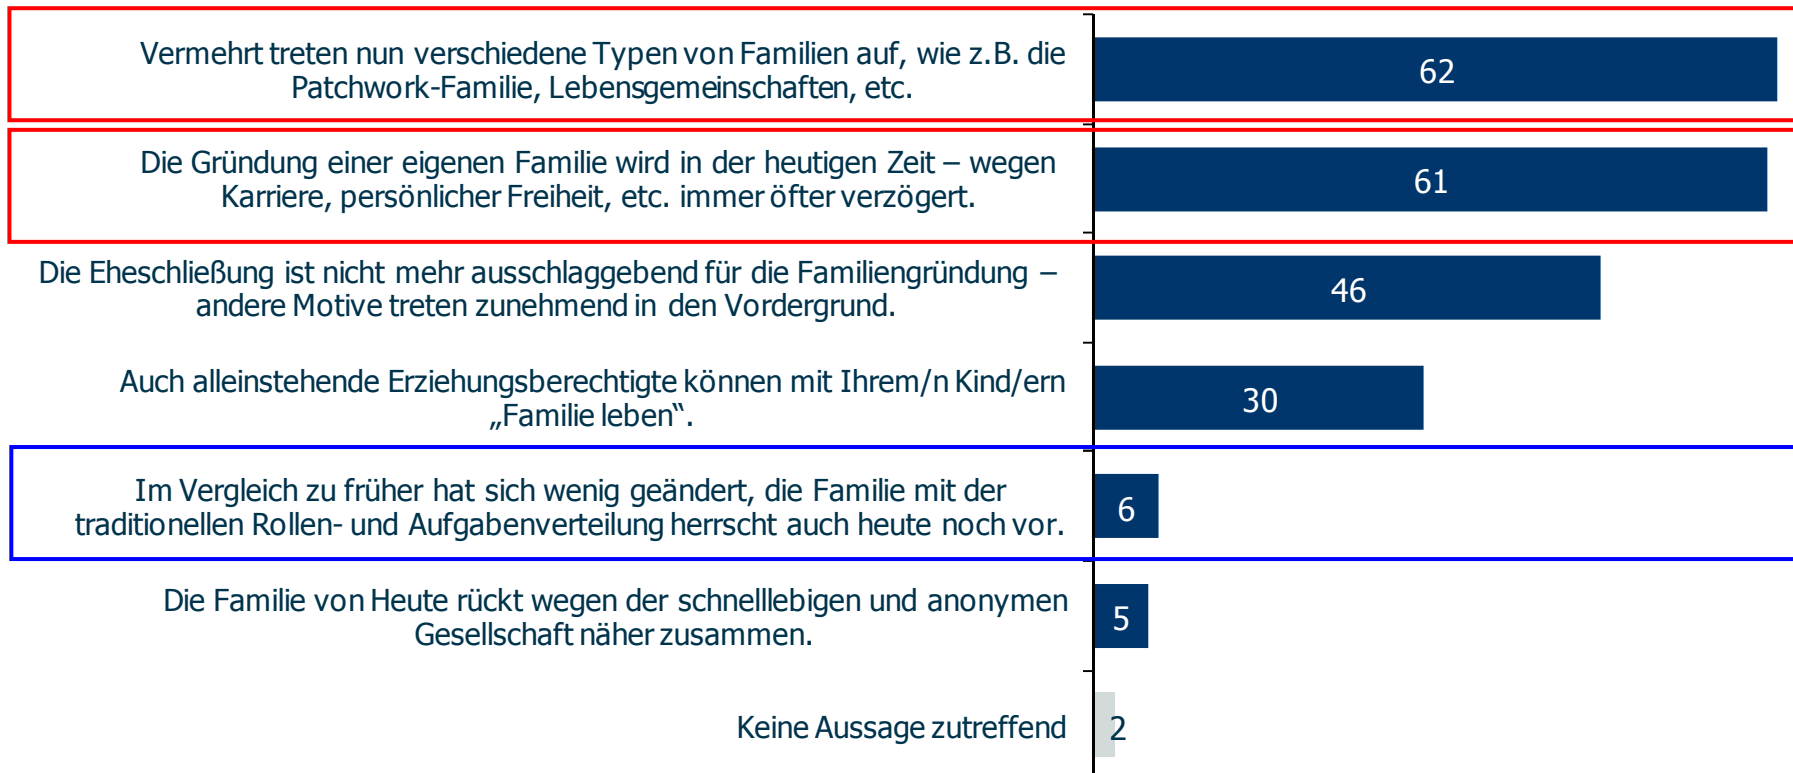 Vermehrt treten nun verschiedene Typen von Familien auf, wie z.B. die
Patchwork-Familie, Lebensgemeinschaften, etc.
62
Die Gründung einer eigenen Familie wird in der heutigen Zeit – wegen
Karriere, persönlicher Freiheit, etc. immer öfter verzögert.
61
Die Eheschließung ist nicht mehr ausschlaggebend für die Familiengründung –
andere Motive treten zunehmend in den Vordergrund.
46
Auch alleinstehende Erziehungsberechtigte können mit Ihrem/n Kind/ern
„Familie leben“.
30
Im Vergleich zu früher hat sich wenig geändert, die Familie mit der
traditionellen Rollen- und Aufgabenverteilung herrscht auch heute noch vor.
6
Die Familie von Heute rückt wegen der schnelllebigen und anonymen
Gesellschaft näher zusammen.
5
Keine Aussage zutreffend
2